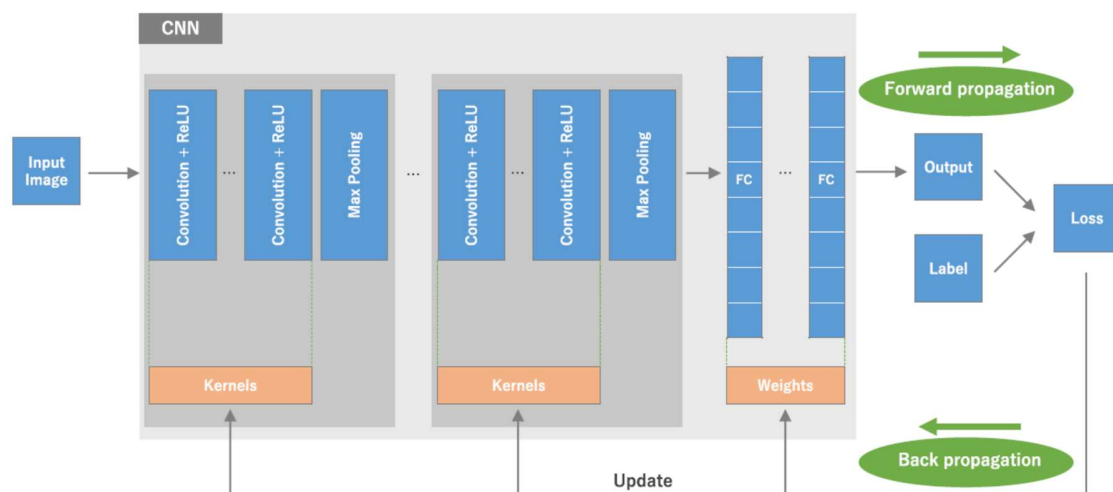 CNN
Forward propagation
Input
Image
Convolution + ReLU
...
Convolution + ReLU
Max Pooling
...
Convolution + ReLU
...
Convolution + ReLU
Max Pooling
FC
...
FC
Output
Label
Loss
Kernels
Kernels
Weights
Back propagation
Update